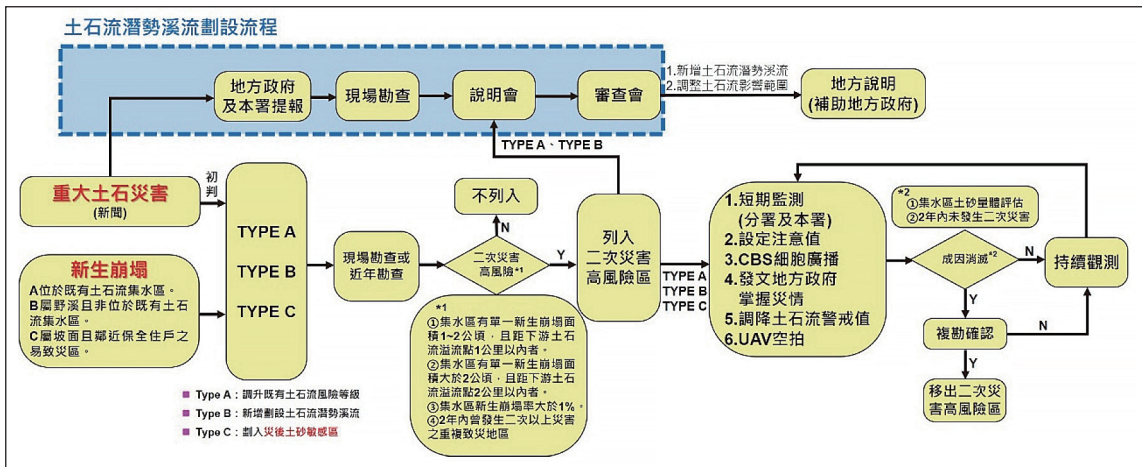 土石流潛勢溪流劃設流程
地方政府
及本署提報
現場勘查
說明會
審查會
1.新增土石流潛勢溪流
2.調整土石流影響範圍
地方說明
(補助地方政府)
TYPE A、TYPE B
重大土石災害
(新聞)
初判
新生崩塌
A位於既有土石流集水區。
B屬野溪且非位於既有土石
流集水區。
C屬坡面且鄰近保全住戶之
易致災區。
TYPE A
TYPE B
TYPE C
現場勘查或
近年勘查
不列入
N
二次災害
高風險*1
Y
列入
二次災害
高風險區
TYPE A
TYPE B
TYPE C
*1
①集水區有單一新生崩塌面
積1~2公頃，且距下游土石
流溢流點1公里以內者。
②集水區有單一新生崩塌面
積大於2公頃，且距下游土石
流溢流點2公里以內者。
③集水區新生崩塌率大於1%。
④2年內曾發生二次以上災害
之重複致災地區
1.短期監測
(分署及本署)
2.設定注意值
3.CBS細胞廣播
4.發文地方政府
掌握災情
5.調降土石流警戒值
6.UAV空拍
*2
①集水區土砂量體評估
②2年內未發生二次災害
成因消滅*2
N
持續觀測
Y
複勘確認
N
Y
移出二次災
害高風險區
Type A：調升既有土石流風險等級
Type B：新增劃設土石流潛勢溪流
Type C：劃入災後土砂敏感區